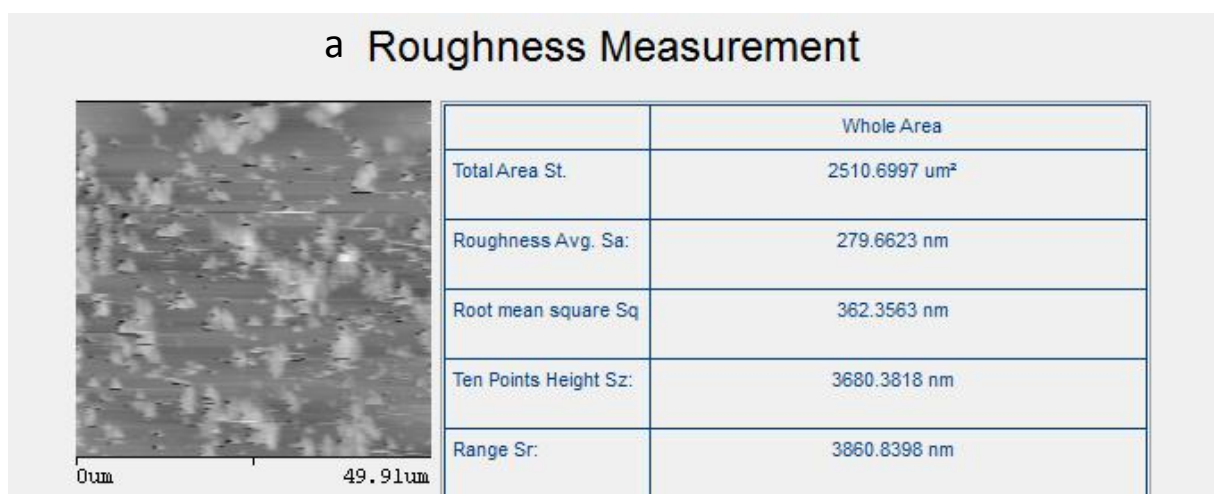 a Roughness Measurement
Whole Area
Total Area St. 2510.6997 um²
Roughness Avg. Sa: 279.6623 nm
Root mean square Sq 362.3563 nm
Ten Points Height Sz: 3680.3818 nm
Range Sr: 3860.8398 nm
0um 49.91um